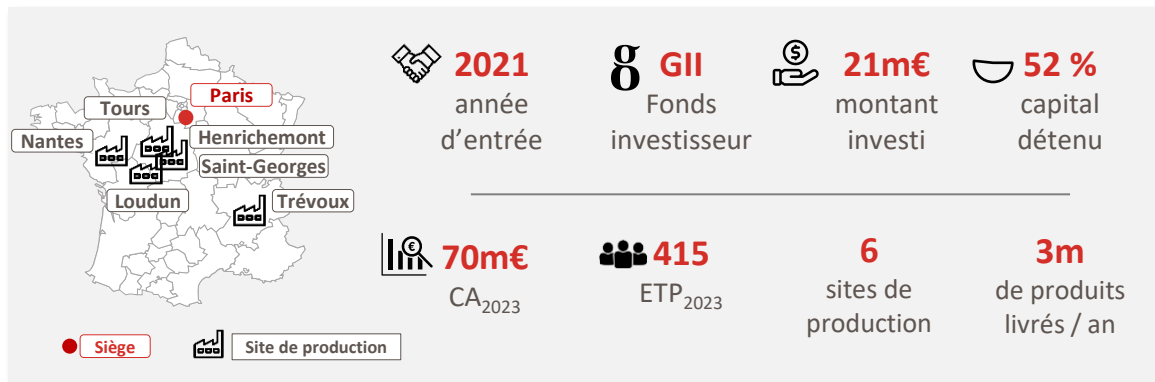 Paris
Tours
Nantes
Henrichemont
Saint-Georges
Loudun
Trévoux
Siège
Site de production
2021
année
d’entrée
g
GII
Fonds
investisseur
$
21m€
montant
investi
52 %
capital
détenu
€
70m€
CA2023
415
ETP2023
6
sites de
production
3m
de produits
livrés / an